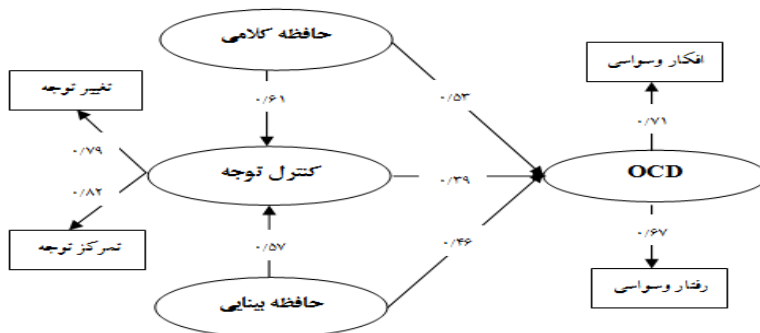 حافظه کلامی
افکار وسواسی
تغییر توجه
۰/۶۱
۰/۵۳
۰/۷۱
۰/۷۹
کنترل توجه
۰/۳۹
OCD
۰/۸۲
تمرکز توجه
۰/۵۷
۰/۴۶
۰/۶۷
رفتار وسواسی
حافظه بینایی